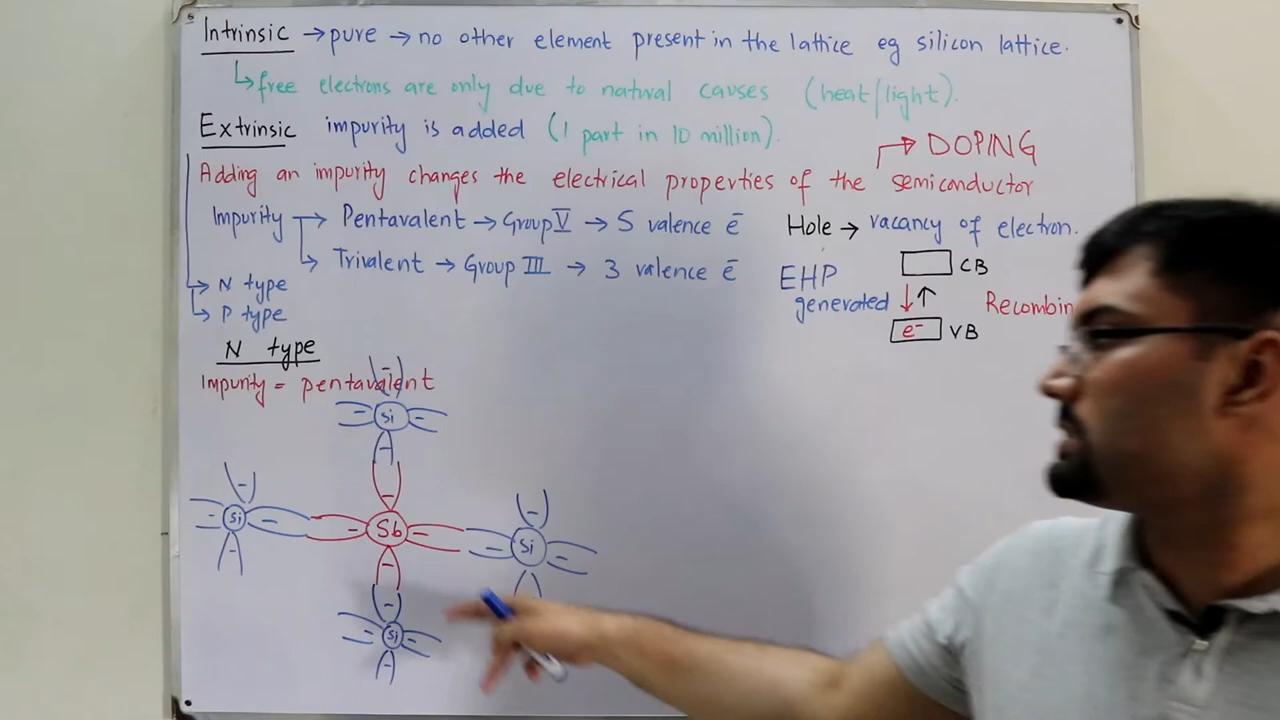 Intrinsic → pure → no other element present in the lattice eg silicon lattice.
↳ free electrons are only due to natural causes (heat/light).
Extrinsic impurity is added (1 part in 10 million).
→ DOPING
Adding an impurity changes the electrical properties of the semiconductor
Impurity → Pentavalent → Group V → 5 valence ē
↳ Trivalent → Group III → 3 valence ē
→ N type
↳ P type
Hole → vacancy of electron.
CB
EHP
generated ↓↑ Recombin
e⁻ VB
N type
Impurity = pentavalent
Si
Si
Sb
Si
Si